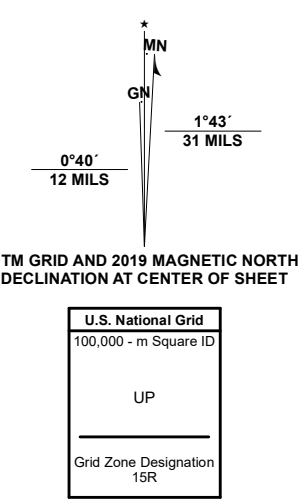 ★
MN
GN
1°43´
31 MILS
0°40´
12 MILS
TM GRID AND 2019 MAGNETIC NORTH
DECLINATION AT CENTER OF SHEET
U.S. National Grid
100,000 - m Square ID
UP
Grid Zone Designation
15R